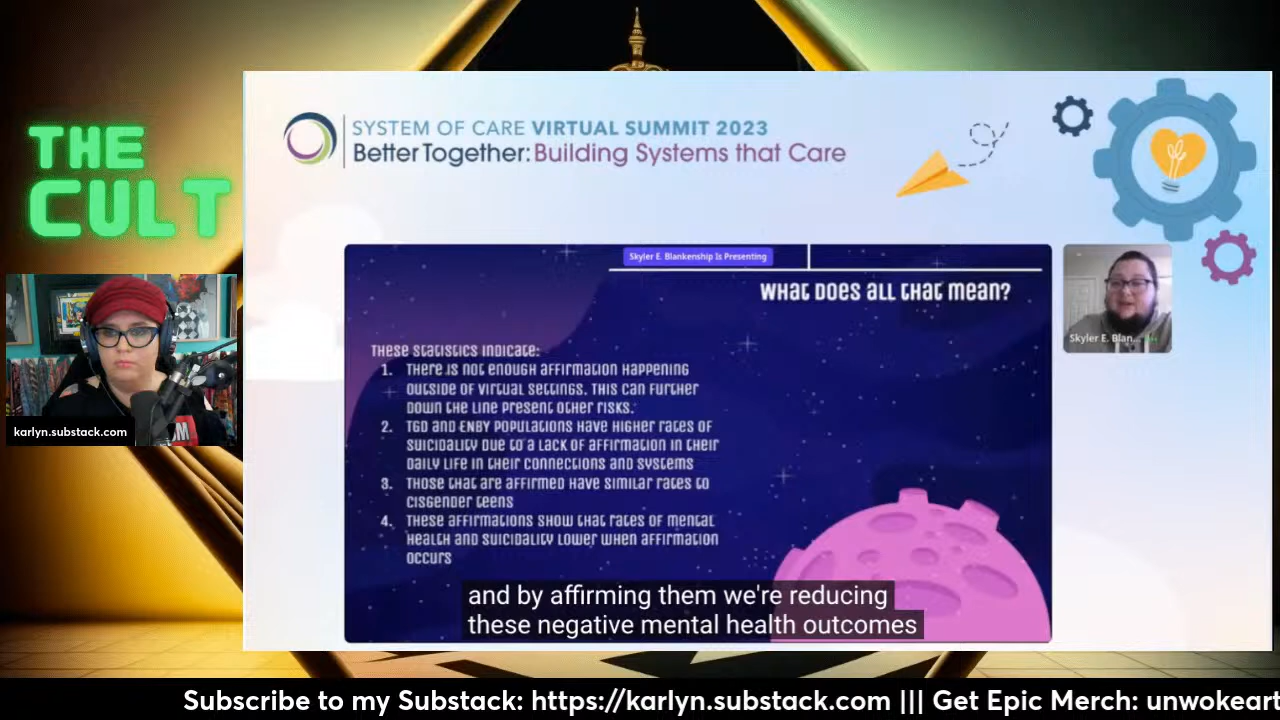 THE
CULT
SYSTEM OF CARE VIRTUAL SUMMIT 2023
Better Together: Building Systems that Care
Skyler E. Blankenship Is Presenting
What does all that mean?
These statistics indicate:
1. There is not enough affirmation happening
outside of virtual settings. This can further
down the line present other risks.
2. TGD and ENBY populations have higher rates of
suicidality due to a lack of affirmation in their
daily life in their connections and systems
3. Those that are affirmed have similar rates to
cisgender teens
4. These affirmations show that rates of mental
health and suicidality lower when affirmation
occurs
Skyler E. Blan...
karlyn.substack.com
and by affirming them we're reducing
these negative mental health outcomes
Subscribe to my Substack: https://karlyn.substack.com ||| Get Epic Merch: unwokeart